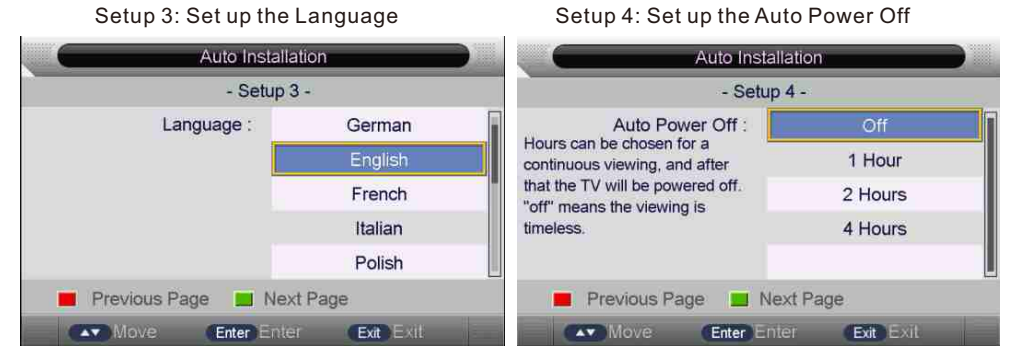 Setup 3: Set up the Language
Auto Installation
- Setup 3 -
Language :
German
English
French
Italian
Polish
Previous Page Next Page
Move Enter Enter Exit Exit
Setup 4: Set up the Auto Power Off
Auto Installation
- Setup 4 -
Auto Power Off :
Hours can be chosen for a
continuous viewing, and after
that the TV will be powered off.
"off" means the viewing is
timeless.
Off
1 Hour
2 Hours
4 Hours
Previous Page Next Page
Move Enter Enter Exit Exit